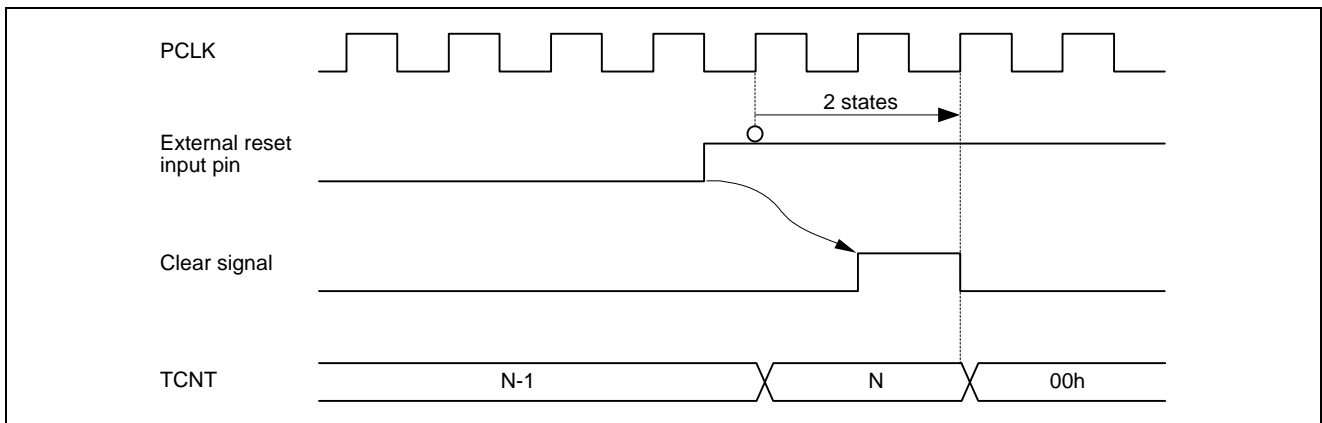 PCLK
2 states
External reset
input pin
Clear signal
TCNT
N-1
N
00h